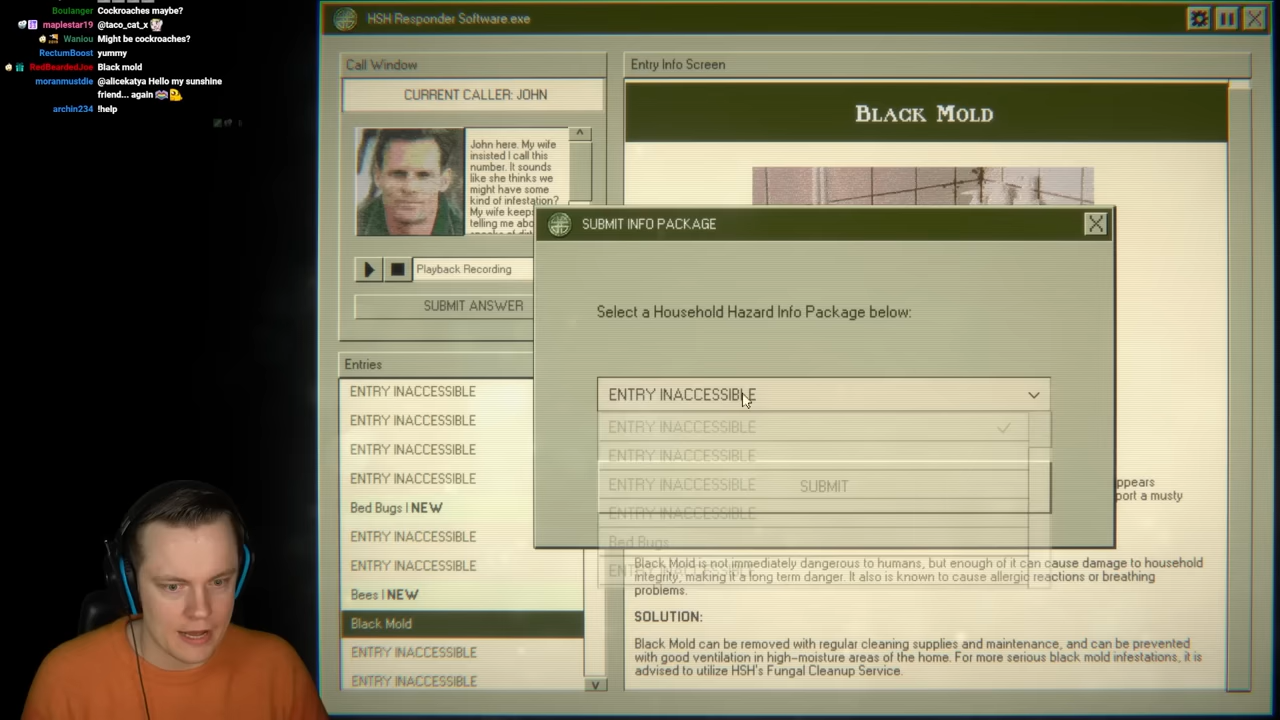 Boulanger Cockroaches maybe?
maplestar19 @taco_cat_x
Waniou Might be cockroaches?
RectumBoost yummy
RedBeardedJoe Black mold
moranmustdie @alicekatya Hello my sunshine
friend... again
archin234 !help
HSH Responder Software.exe
Call Window
CURRENT CALLER: JOHN
John here. My wife
insisted I call this
number. It sounds
like she thinks we
might have some
kind of infestation?
My wife keeps
telling me
Playback Recording
SUBMIT ANSWER
Entries
ENTRY INACCESSIBLE
ENTRY INACCESSIBLE
ENTRY INACCESSIBLE
ENTRY INACCESSIBLE
Bed Bugs | NEW
ENTRY INACCESSIBLE
ENTRY INACCESSIBLE
Bees | NEW
Black Mold
ENTRY INACCESSIBLE
ENTRY INACCESSIBLE
Entry Info Screen
BLACK MOLD
SUBMIT INFO PACKAGE
Select a Household Hazard Info Package below:
ENTRY INACCESSIBLE
ENTRY INACCESSIBLE
ENTRY INACCESSIBLE
ENTRY INACCESSIBLE
SUBMIT
ENTRY INACCESSIBLE
Bed Bugs
ppears
port a musty
Black Mold is not immediately dangerous to humans, but enough of it can cause damage to household
integrity, making it a long term danger. It also is known to cause allergic reactions or breathing
problems.
SOLUTION:
Black Mold can be removed with regular cleaning supplies and maintenance, and can be prevented
with good ventilation in high-moisture areas of the home. For more serious black mold infestations, it is
advised to utilize HSH's Fungal Cleanup Service.